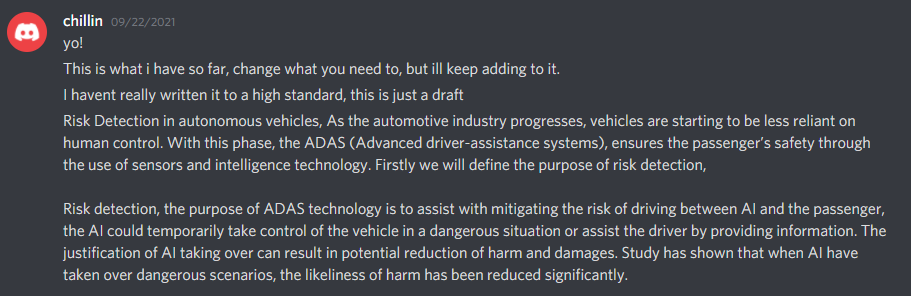 chillin 09/22/2021
yo!
This is what i have so far, change what you need to, but ill keep adding to it.
I havent really written it to a high standard, this is just a draft
Risk Detection in autonomous vehicles, As the automotive industry progresses, vehicles are starting to be less reliant on
human control. With this phase, the ADAS (Advanced driver-assistance systems), ensures the passenger's safety through
the use of sensors and intelligence technology. Firstly we will define the purpose of risk detection,
Risk detection, the purpose of ADAS technology is to assist with mitigating the risk of driving between AI and the passenger,
the AI could temporarily take control of the vehicle in a dangerous situation or assist the driver by providing information. The
justification of AI taking over can result in potential reduction of harm and damages. Study has shown that when AI have
taken over dangerous scenarios, the likeliness of harm has been reduced significantly.